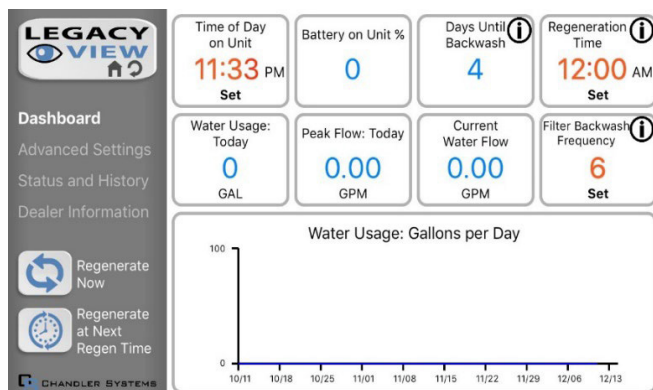 LEGACY
VIEW
Dashboard
Advanced Settings
Status and History
Dealer Information
Regenerate
Now
Regenerate
at Next
Regen Time
CHANDLER SYSTEMS
Time of Day
on Unit
11:33 PM
Set
Battery on Unit %
0
Days Until
Backwash
i
4
Regeneration
Time
i
12:00 AM
Set
Water Usage:
Today
0
GAL
Peak Flow: Today
0.00
GPM
Current
Water Flow
0.00
GPM
Filter Backwash
Frequency
i
6
Set
Water Usage: Gallons per Day
100
0
10/11 10/18 10/25 11/01 11/08 11/15 11/22 11/29 12/06 12/13